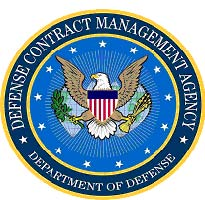 DEFENSE CONTRACT MANAGEMENT AGENCY
DEPARTMENT OF DEFENSE